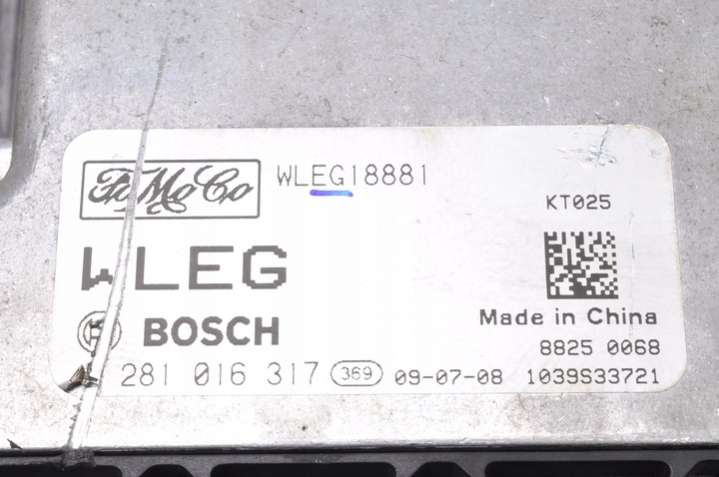 FoMoCo
WLEG18881
KT025
WLEG
BOSCH
Made in China
281 016 317 369 09-07-08
8825 0068
1039S33721